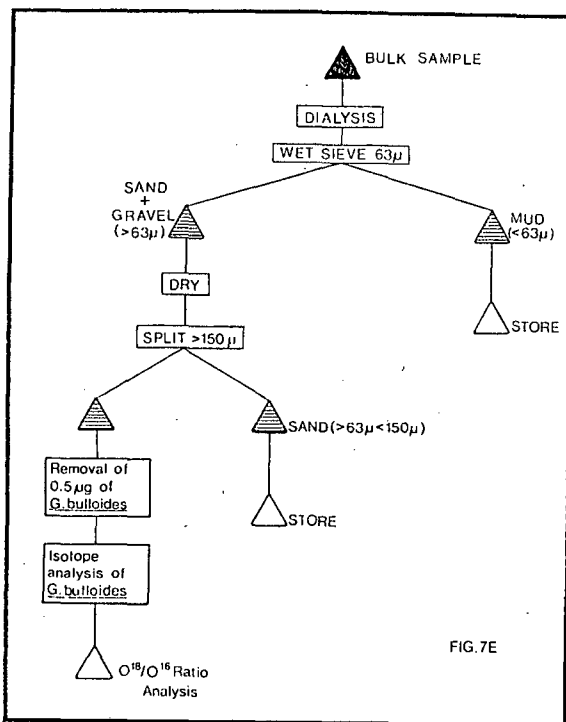 BULK SAMPLE
DIALYSIS
WET SIEVE 63µ
SAND
+
GRAVEL
(>63µ)
MUD
(<63µ)
DRY
STORE
SPLIT >150µ
SAND(>63µ<150µ)
Removal of
0.5µg of
G.bulloides
STORE
Isotope
analysis of
G.bulloides
O¹⁸/O¹⁶ Ratio
Analysis
FIG.7E